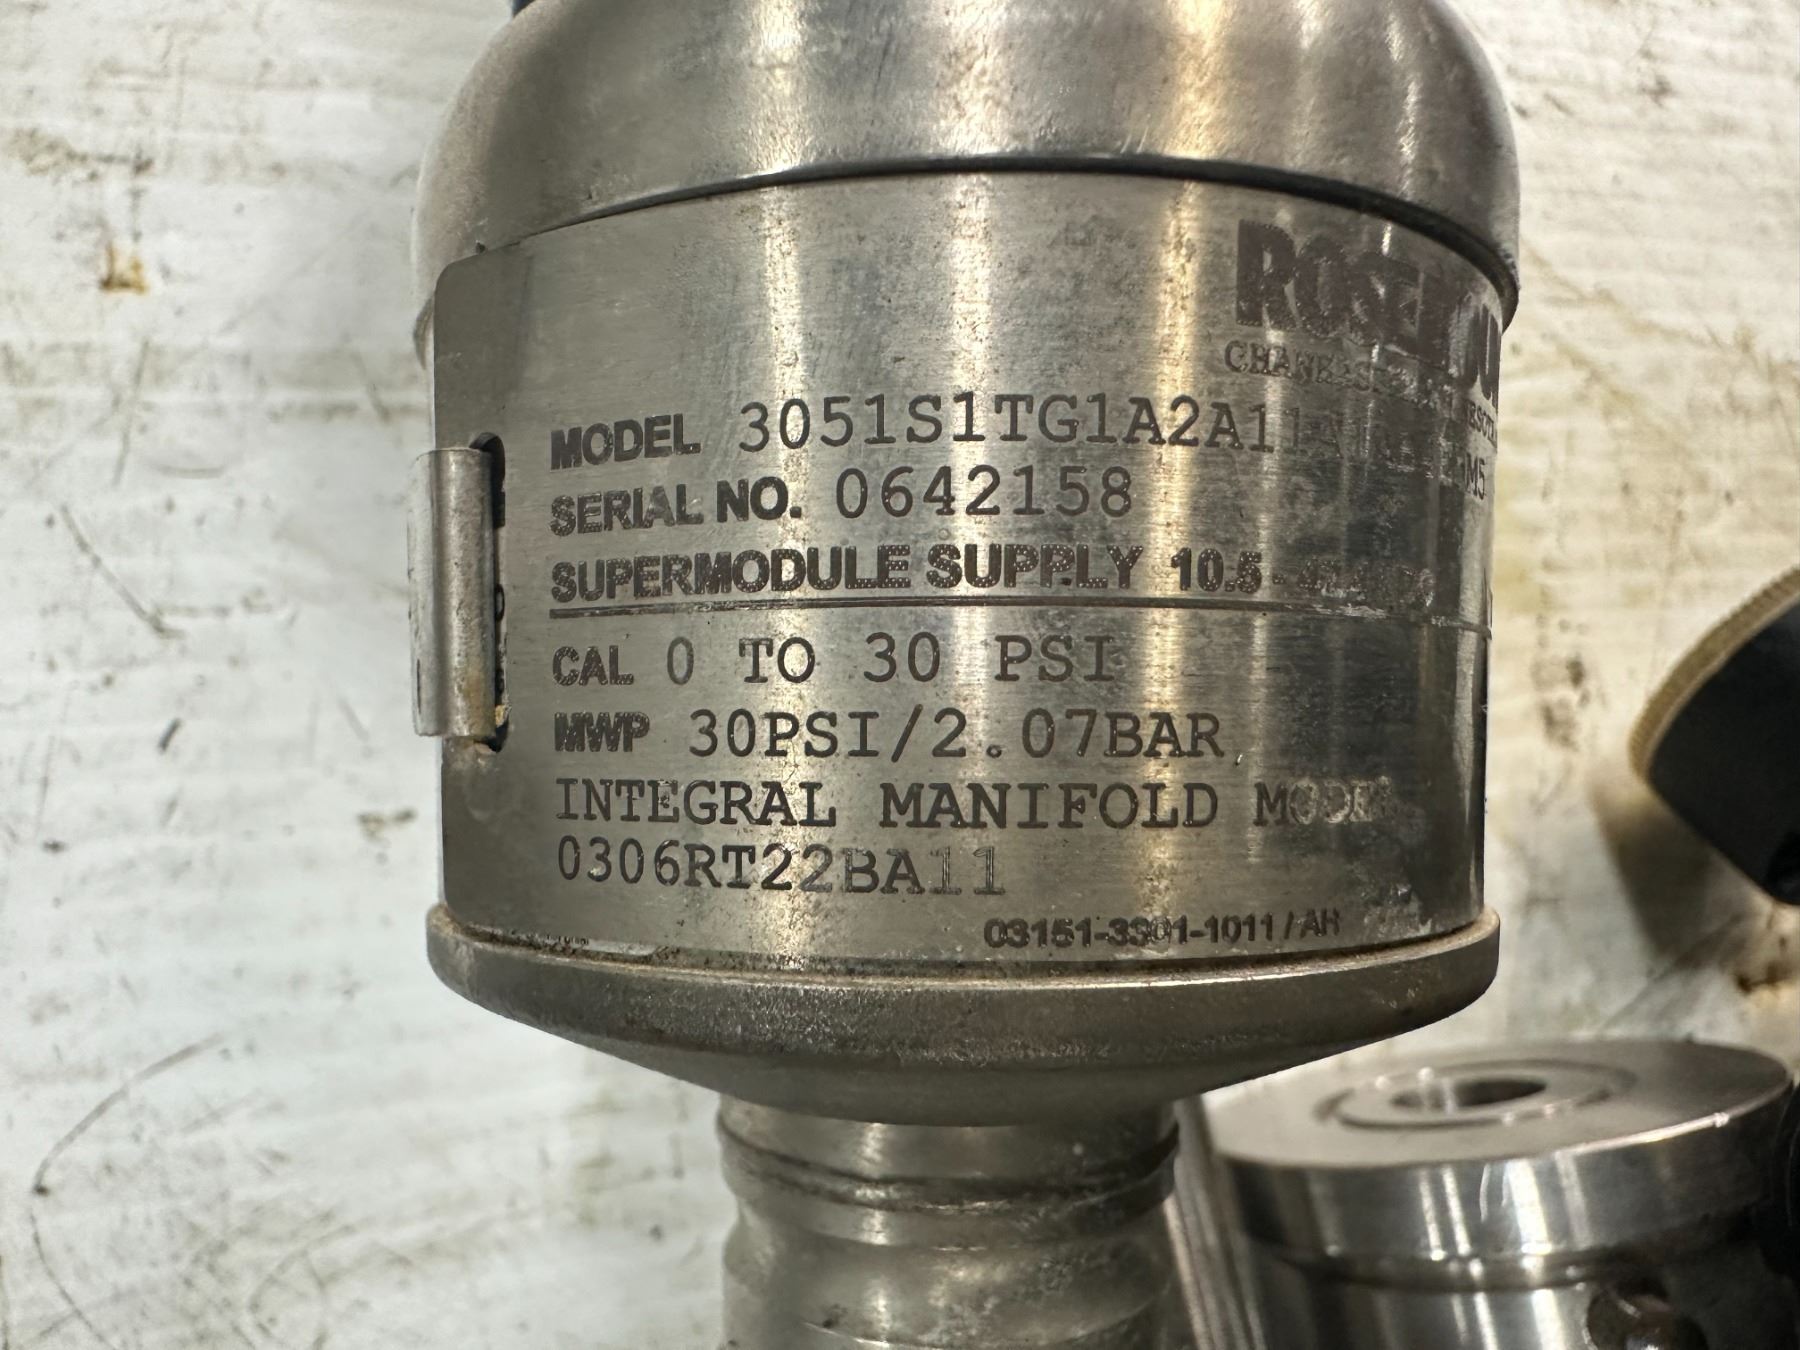 ROSEMOUNT
MODEL 3051S1TG1A2A11
SERIAL NO. 0642158
SUPERMODULE SUPPLY 10.5 -
CAL 0 TO 30 PSI
MWP 30PSI/2.07BAR
INTEGRAL MANIFOLD MODEL
0306RT22BA11
03151-3301-1011 / AH